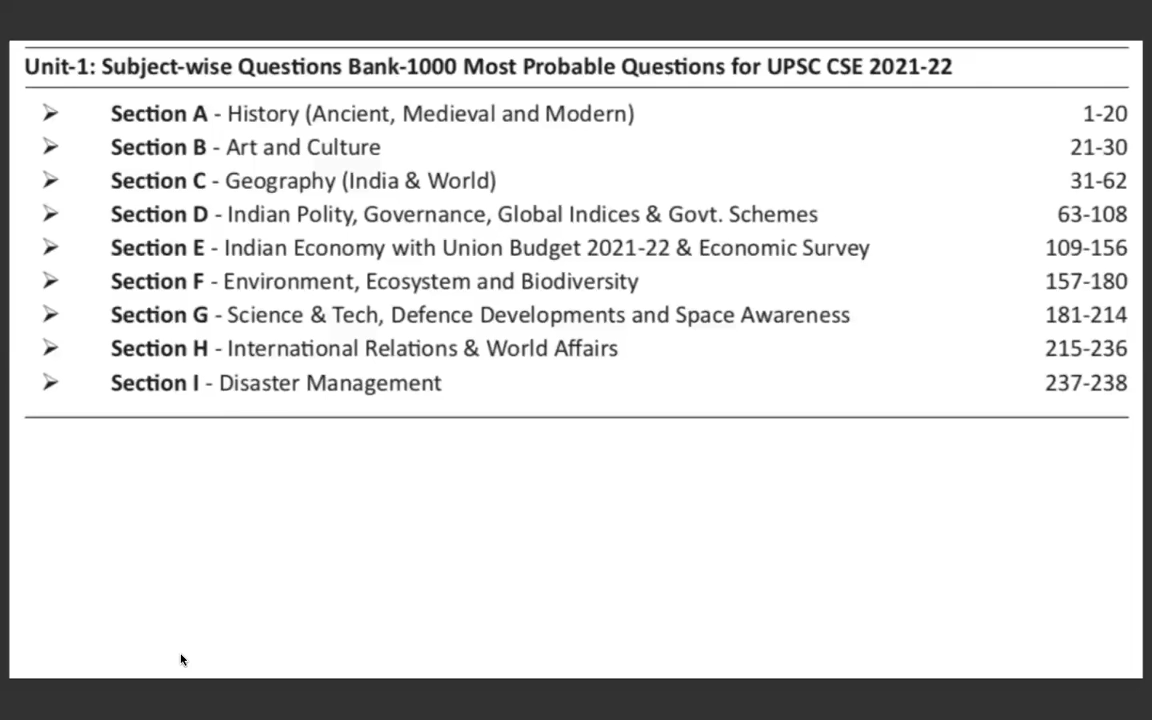 Unit-1: Subject-wise Questions Bank-1000 Most Probable Questions for UPSC CSE 2021-22
➢ Section A - History (Ancient, Medieval and Modern) 1-20
➢ Section B - Art and Culture 21-30
➢ Section C - Geography (India & World) 31-62
➢ Section D - Indian Polity, Governance, Global Indices & Govt. Schemes 63-108
➢ Section E - Indian Economy with Union Budget 2021-22 & Economic Survey 109-156
➢ Section F - Environment, Ecosystem and Biodiversity 157-180
➢ Section G - Science & Tech, Defence Developments and Space Awareness 181-214
➢ Section H - International Relations & World Affairs 215-236
➢ Section I - Disaster Management 237-238